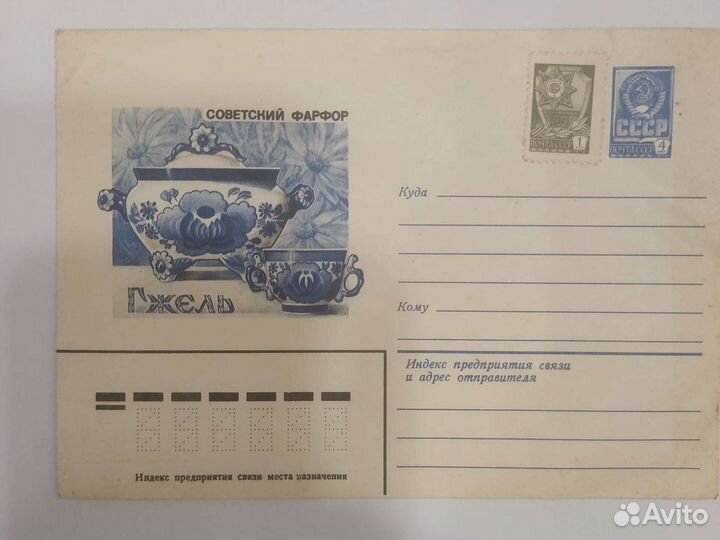 СОВЕТСКИЙ ФАРФОР
Гжель
1
ПОЧТА СССР
СССР
ПОЧТА СССР
4
к
Куда
Кому
Индекс предприятия связи
и адрес отправителя
Индекс предприятия связи места назначения
Avito